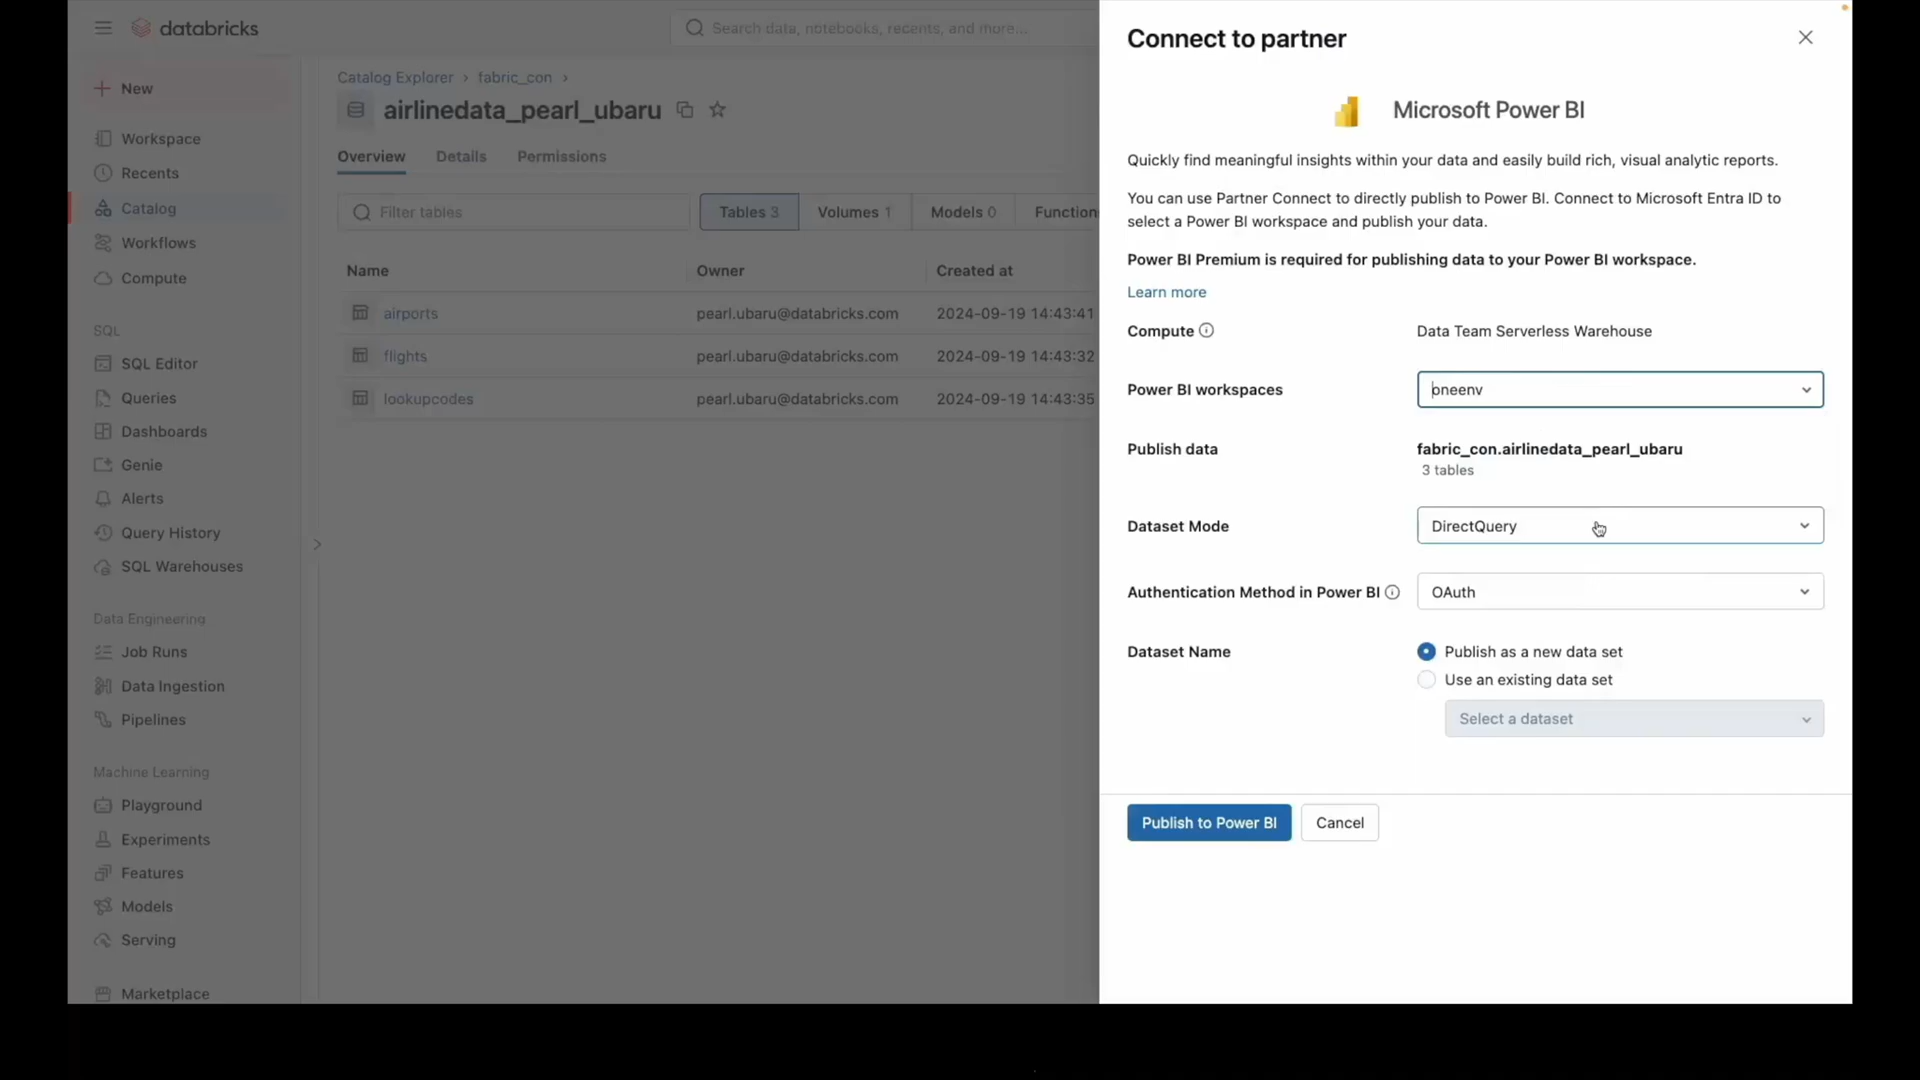 databricks
Search data, notebooks, recents, and more...
New
Workspace
Recents
Catalog
Workflows
Compute
SQL
SQL Editor
Queries
Dashboards
Genie
Alerts
Query History
SQL Warehouses
Data Engineering
Job Runs
Data Ingestion
Pipelines
Machine Learning
Playground
Experiments
Features
Models
Serving
Marketplace
Catalog Explorer > fabric_con >
airlinedata_pearl_ubaru
Overview Details Permissions
Filter tables
Tables 3 Volumes 1 Models 0 Function
Name Owner Created at
airports pearl.ubaru@databricks.com 2024-09-19 14:43:41
flights pearl.ubaru@databricks.com 2024-09-19 14:43:32
lookupcodes pearl.ubaru@databricks.com 2024-09-19 14:43:35
Connect to partner
Microsoft Power BI
Quickly find meaningful insights within your data and easily build rich, visual analytic reports.
You can use Partner Connect to directly publish to Power BI. Connect to Microsoft Entra ID to
select a Power BI workspace and publish your data.
Power BI Premium is required for publishing data to your Power BI workspace.
Learn more
Compute Data Team Serverless Warehouse
Power BI workspaces oneenv
Publish data fabric_con.airlinedata_pearl_ubaru
3 tables
Dataset Mode DirectQuery
Authentication Method in Power BI OAuth
Dataset Name Publish as a new data set
Use an existing data set
Select a dataset
Publish to Power BI Cancel